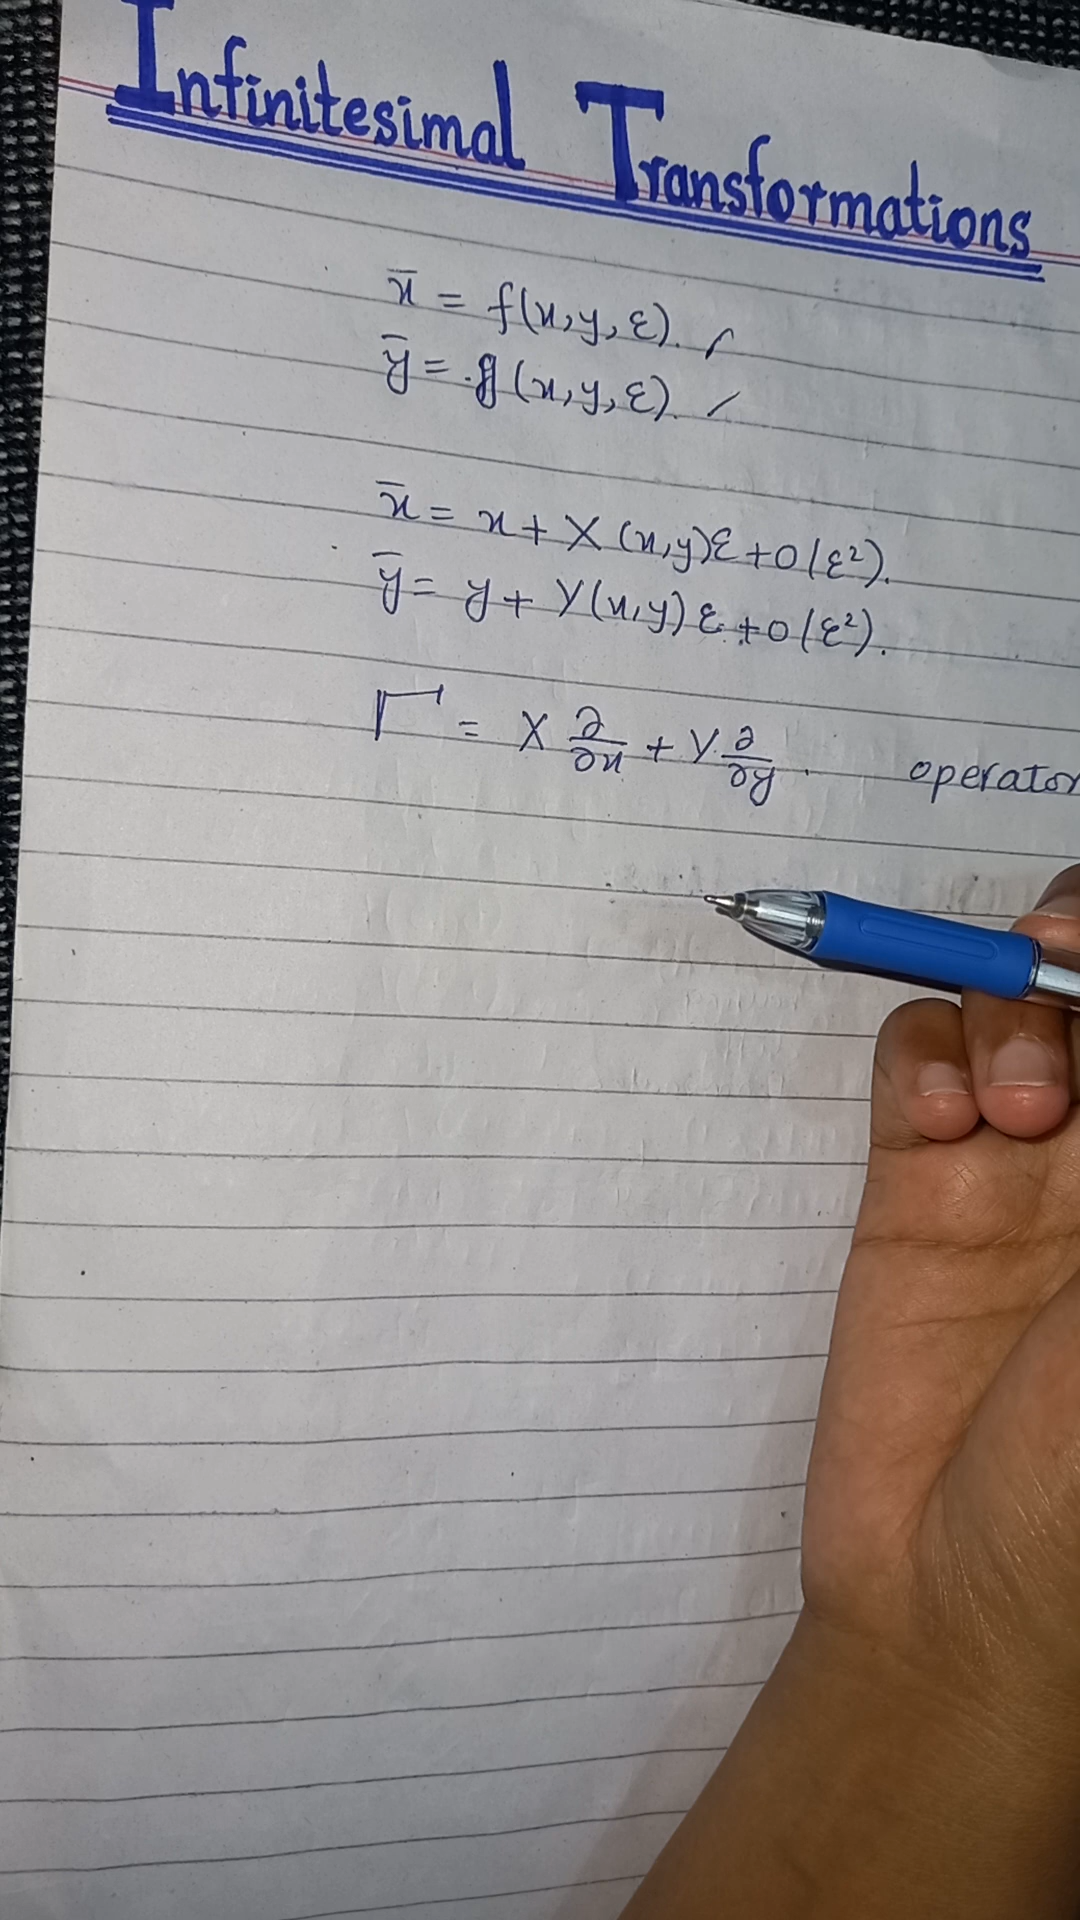 Infinitesimal Transformations
x̄ = f(x,y,ε).
ȳ = g(x,y,ε).
x̄ = x + X(x,y)ε + O(ε²).
ȳ = y + Y(x,y)ε + O(ε²).
Γ = X ∂/∂x + Y ∂/∂y . operator